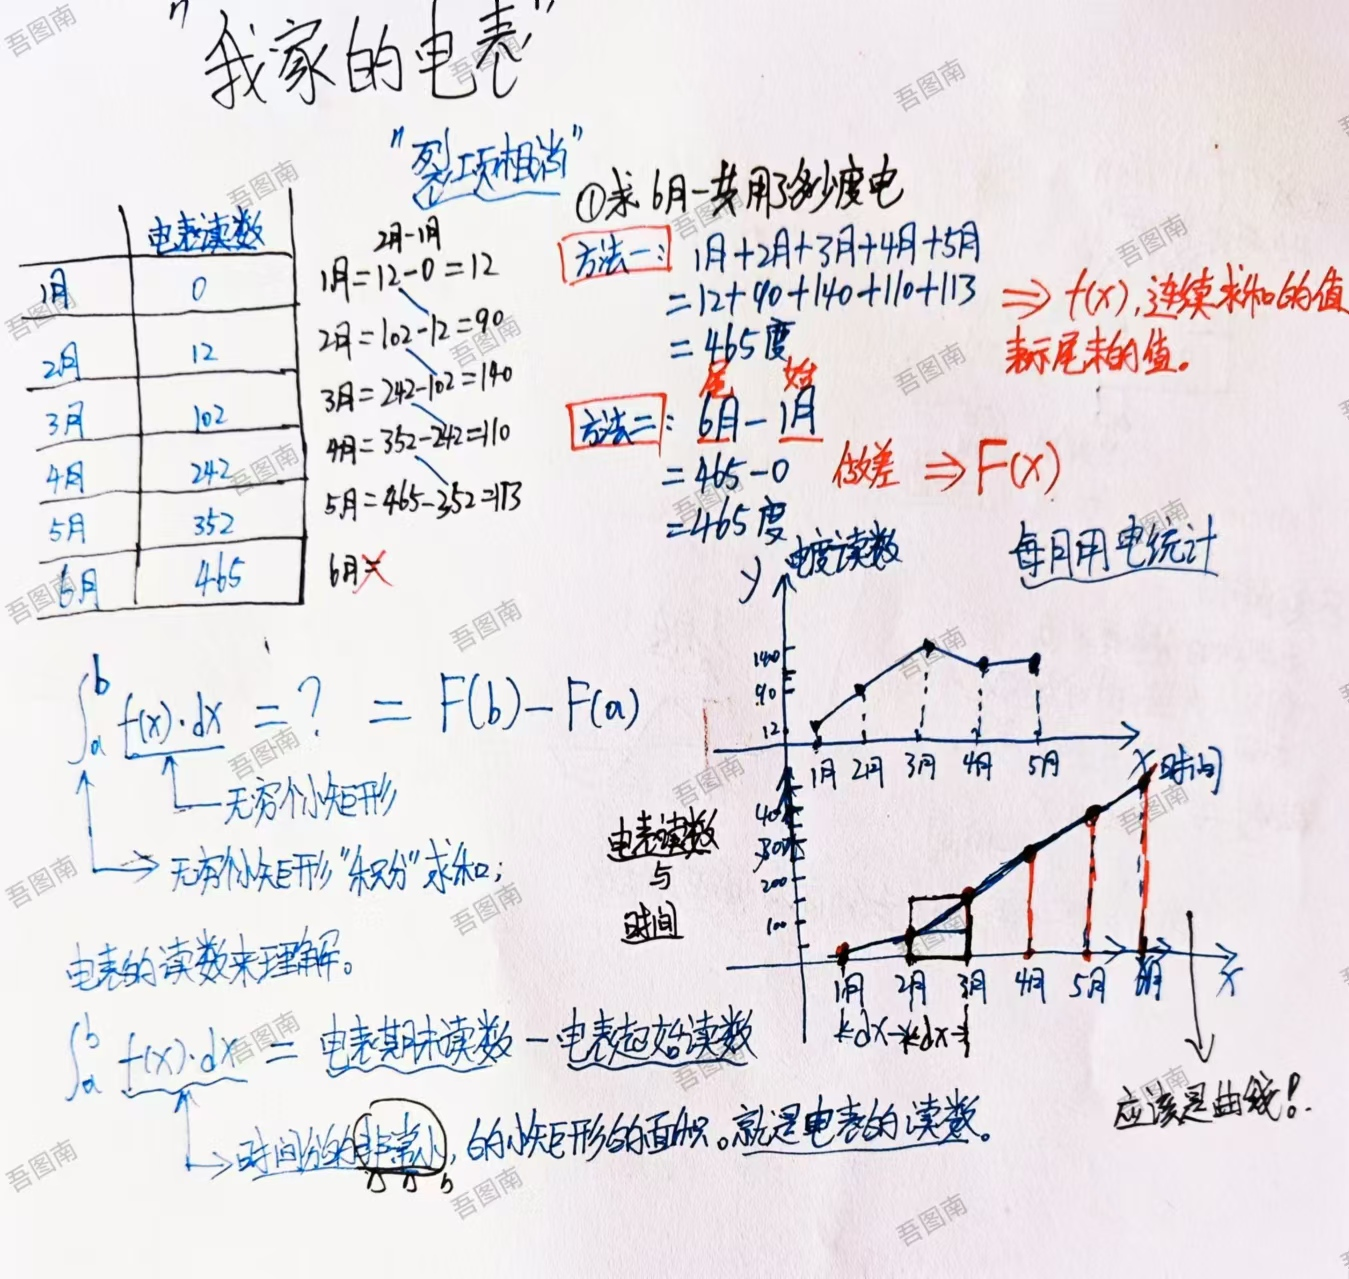 "我家的电表"
"裂项相消"
电表读数
1月 0
2月 12
3月 102
4月 242
5月 352
6月 465
2月-1月
1月=12-0=12
2月=102-12=90
3月=242-102=140
4月=352-242=110
5月=465-352=113
6月=
①求6月一共用了多少度电
方法一: 1月+2月+3月+4月+5月
=12+90+140+110+113
=465度
⇒ f(x),连续求和的值
表示尾末的值。
尾 始
方法二: 6月-1月
=465-0
=465度
做差 ⇒ F(x)
每月用电统计
y 电度读数
140
90
12
1月 2月 3月 4月 5月
X时间
∫ₐᵇ f(x)·dx =? = F(b)-F(a)
无穷个小矩形
无穷个小矩形"积分"求和;
电表读数
与
时间
y
400
300
200
100
1月 2月 3月 4月 5月 6月 X
dx dx
应该是曲线!
电表的读数来理解。
∫ₐᵇ f(x)·dx = 电表期末读数-电表起始读数
时间分的非常小,的小矩形的面积。就是电表的读数。
吾图南